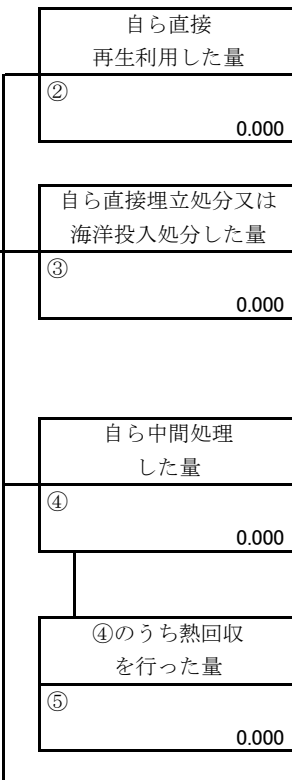 自ら直接
再生利用した量
②
0.000
自ら直接埋立処分又は
海洋投入処分した量
③
0.000
自ら中間処理
した量
④
0.000
④のうち熱回収
を行った量
⑤
0.000